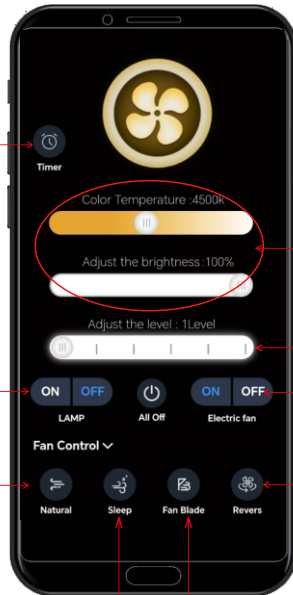 Timer
Color Temperature :4500k
Adjust the brightness :100%
Adjust the level : 1Level
ON OFF ON OFF
LAMP All Off Electric fan
Fan Control
Natural Sleep Fan Blade Revers